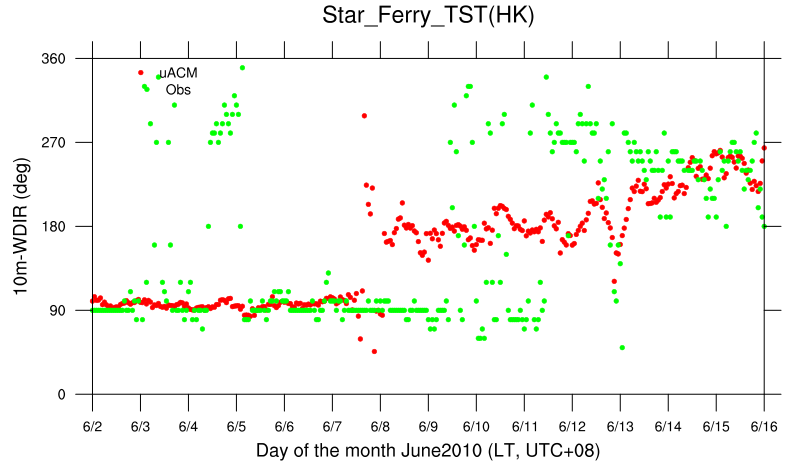 Star_Ferry_TST(HK)
360
270
180
90
0
10m-WDIR (deg)
uACM
Obs
6/2 6/3 6/4 6/5 6/6 6/7 6/8 6/9 6/10 6/11 6/12 6/13 6/14 6/15 6/16
Day of the month June2010 (LT, UTC+08)